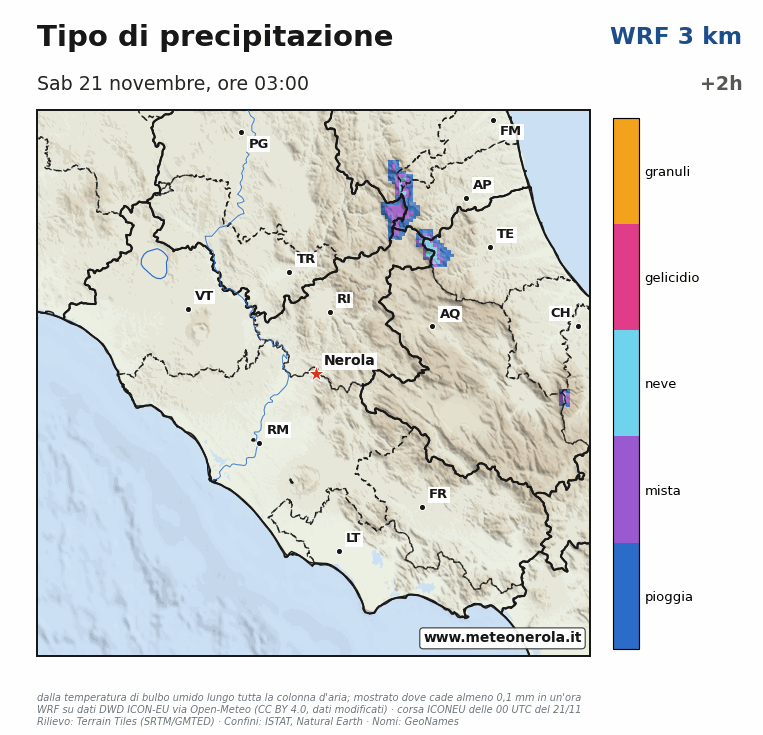 Tipo di precipitazione
WRF 3 km
Sab 21 novembre, ore 03:00
+2h
FM
PG
AP
TE
TR
VT
RI
AQ
CH
Nerola
RM
FR
LT
www.meteonerola.it
granuli
gelicidio
neve
mista
pioggia
dalla temperatura di bulbo umido lungo tutta la colonna d'aria; mostrato dove cade almeno 0,1 mm in un'ora
WRF su dati DWD ICON-EU via Open-Meteo (CC BY 4.0, dati modificati) · corsa ICONEU delle 00 UTC del 21/11
Rilievo: Terrain Tiles (SRTM/GMTED) · Confini: ISTAT, Natural Earth · Nomi: GeoNames